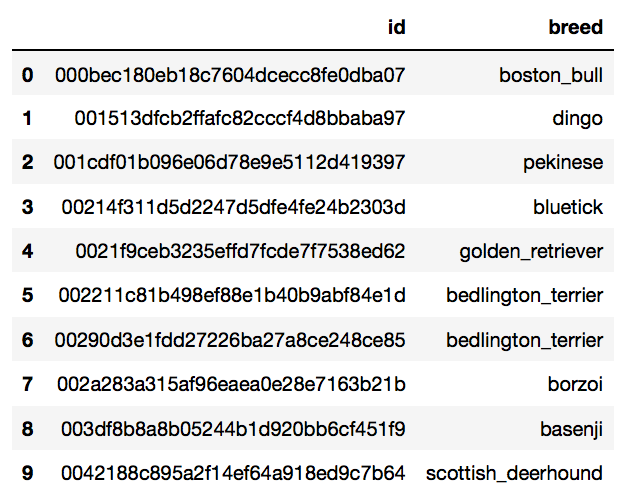 id breed
0 000bec180eb18c7604dcecc8fe0dba07 boston_bull
1 001513dfcb2ffafc82cccf4d8bbaba97 dingo
2 001cdf01b096e06d78e9e5112d419397 pekinese
3 00214f311d5d2247d5dfe4fe24b2303d bluetick
4 0021f9ceb3235effd7fcde7f7538ed62 golden_retriever
5 002211c81b498ef88e1b40b9abf84e1d bedlington_terrier
6 00290d3e1fdd27226ba27a8ce248ce85 bedlington_terrier
7 002a283a315af96eaea0e28e7163b21b borzoi
8 003df8b8a8b05244b1d920bb6cf451f9 basenji
9 0042188c895a2f14ef64a918ed9c7b64 scottish_deerhound